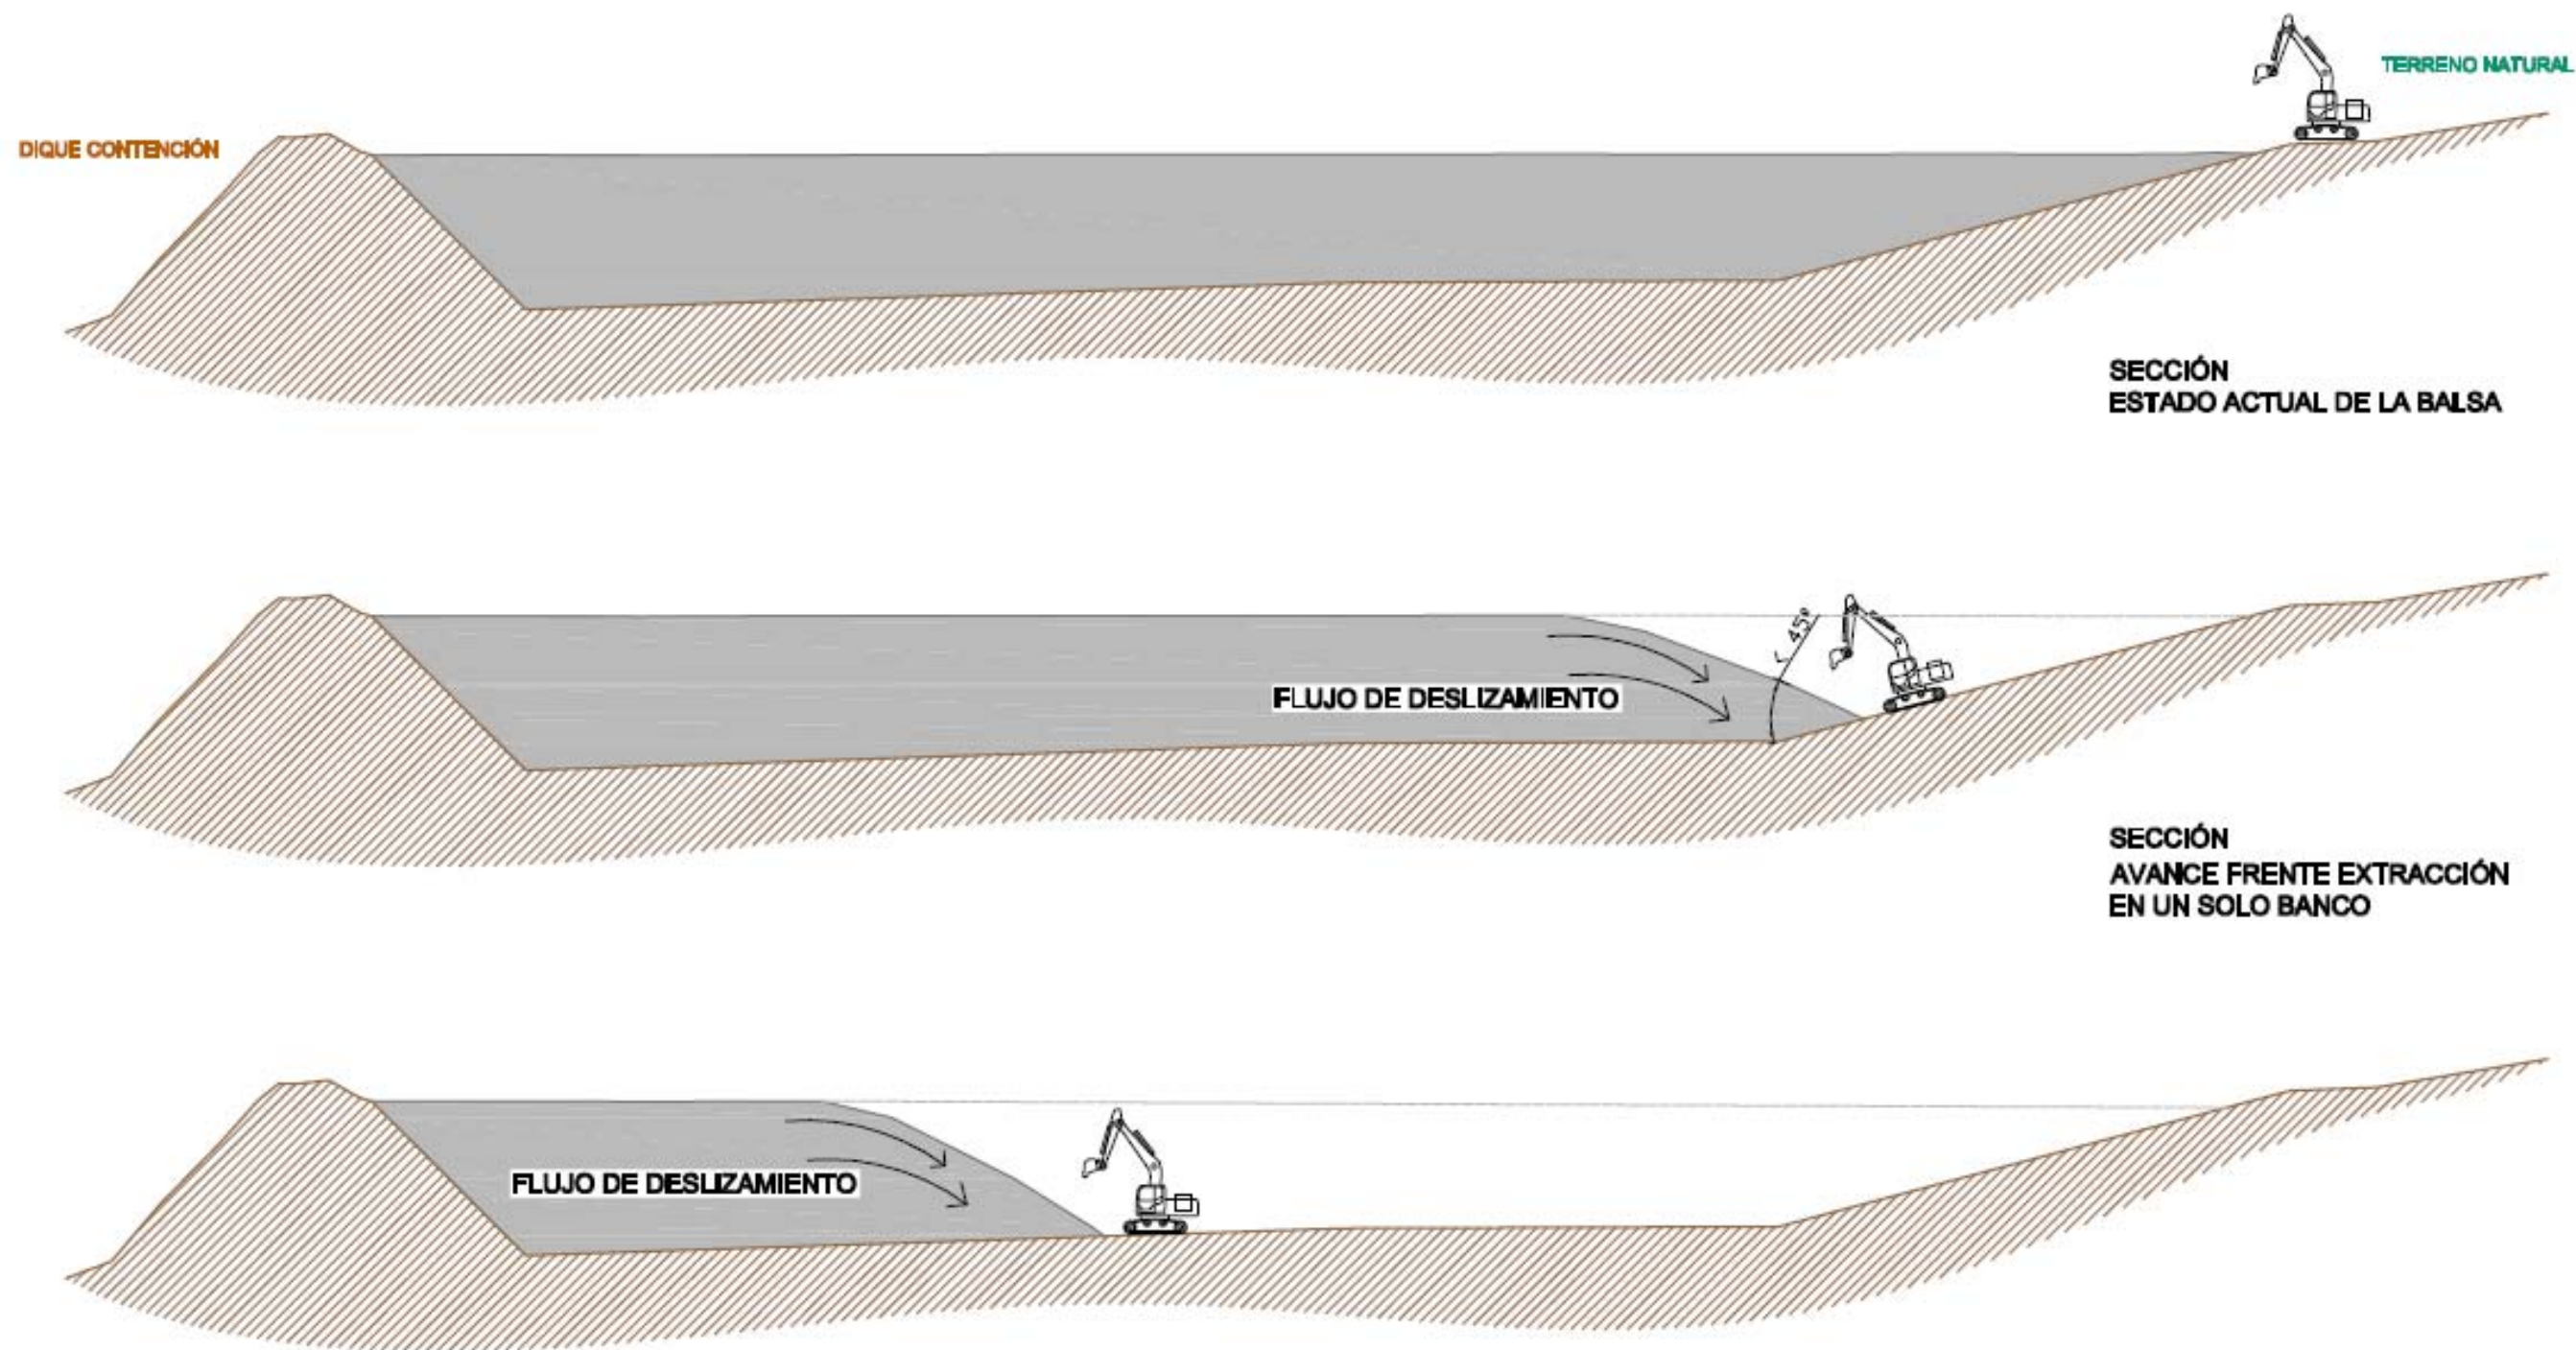 TERRENO NATURAL
DIQUE CONTENCIÓN
SECCIÓN
ESTADO ACTUAL DE LA BALSA
45º
FLUJO DE DESLIZAMIENTO
SECCIÓN
AVANCE FRENTE EXTRACCIÓN
EN UN SOLO BANCO
FLUJO DE DESLIZAMIENTO